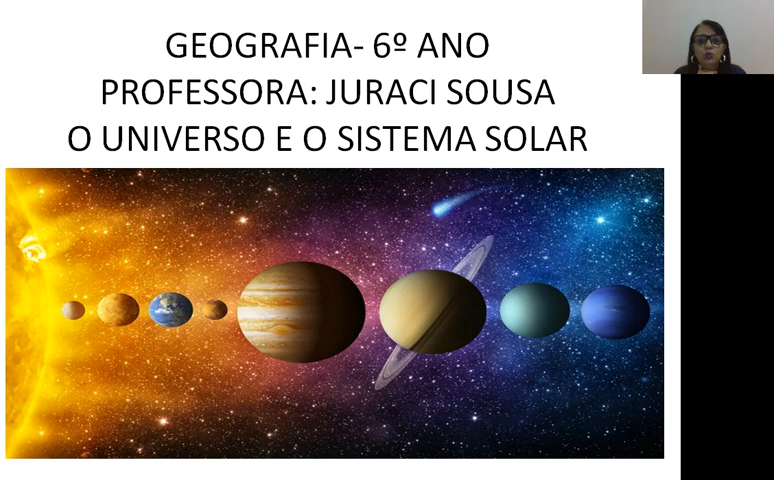 GEOGRAFIA- 6º ANO
PROFESSORA: JURACI SOUSA
O UNIVERSO E O SISTEMA SOLAR